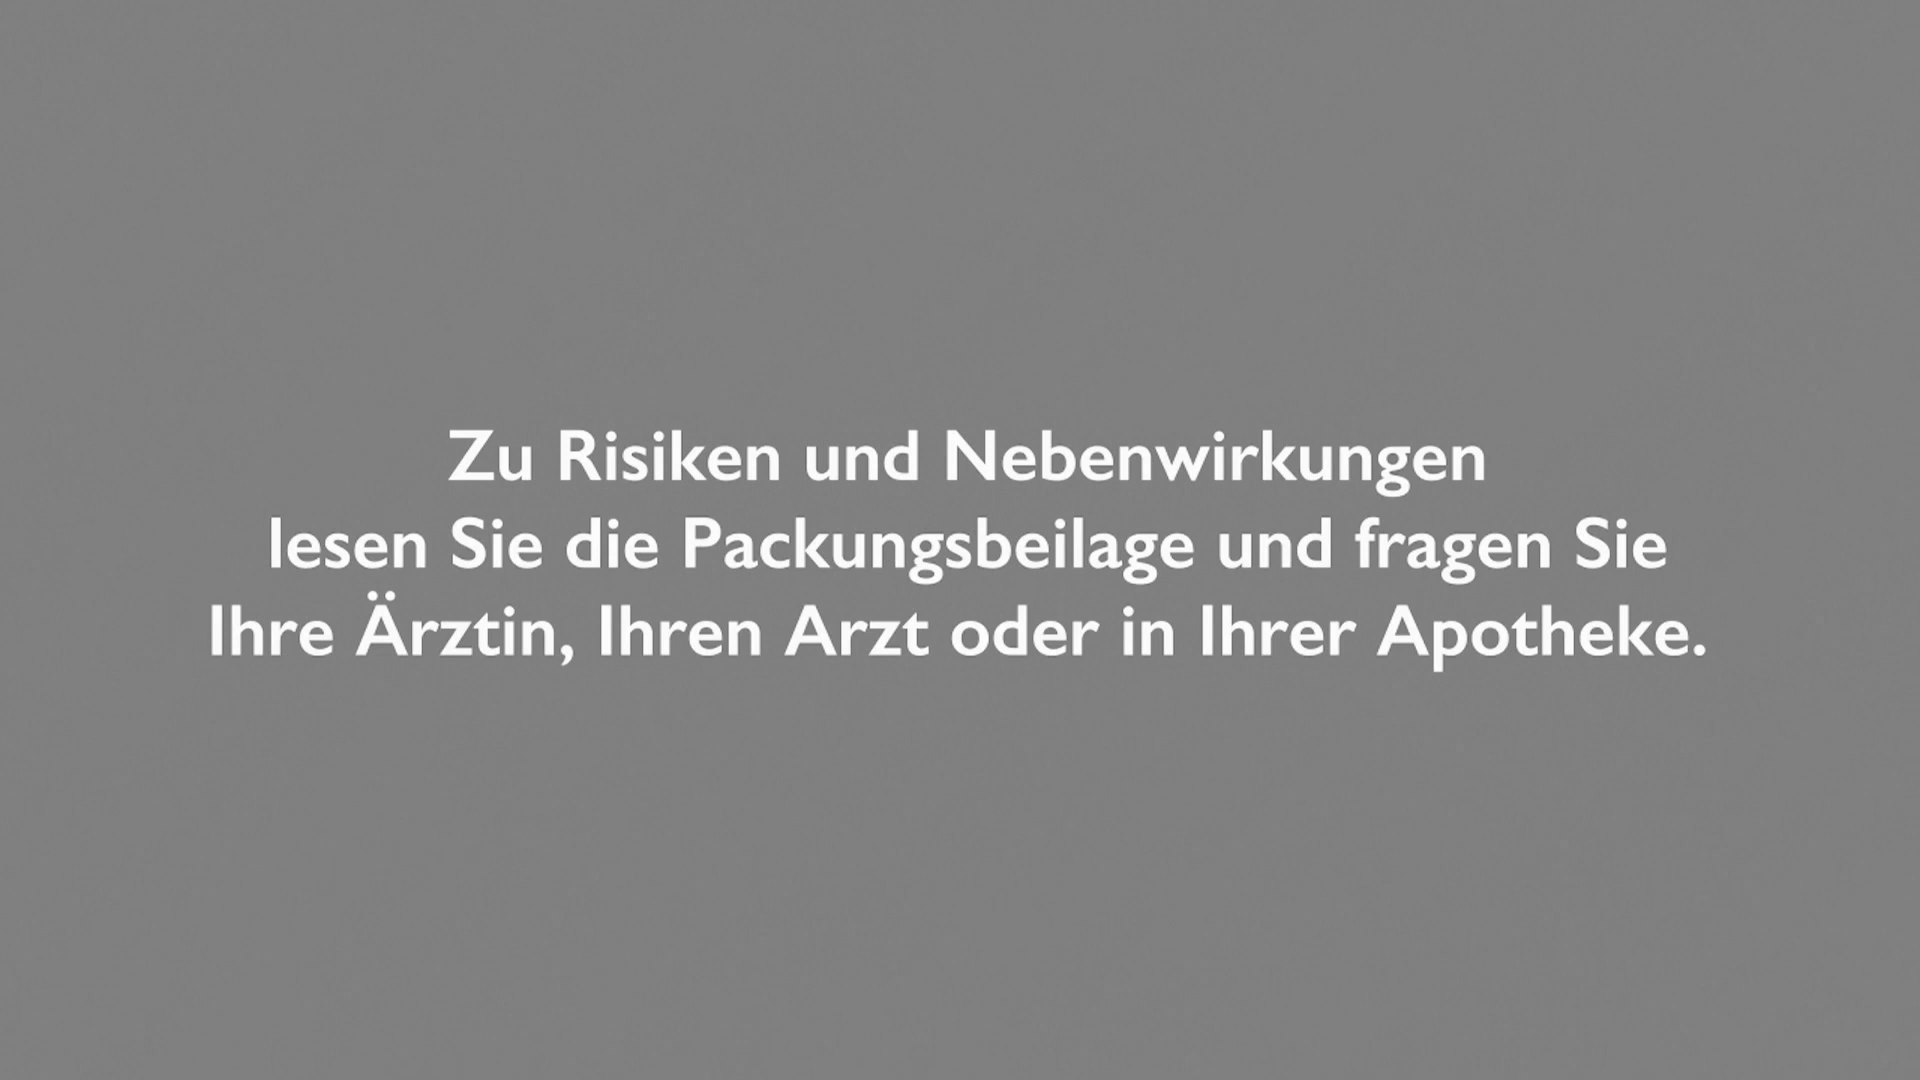 Zu Risiken und Nebenwirkungen
lesen Sie die Packungsbeilage und fragen Sie
Ihre Ärztin, Ihren Arzt oder in Ihrer Apotheke.